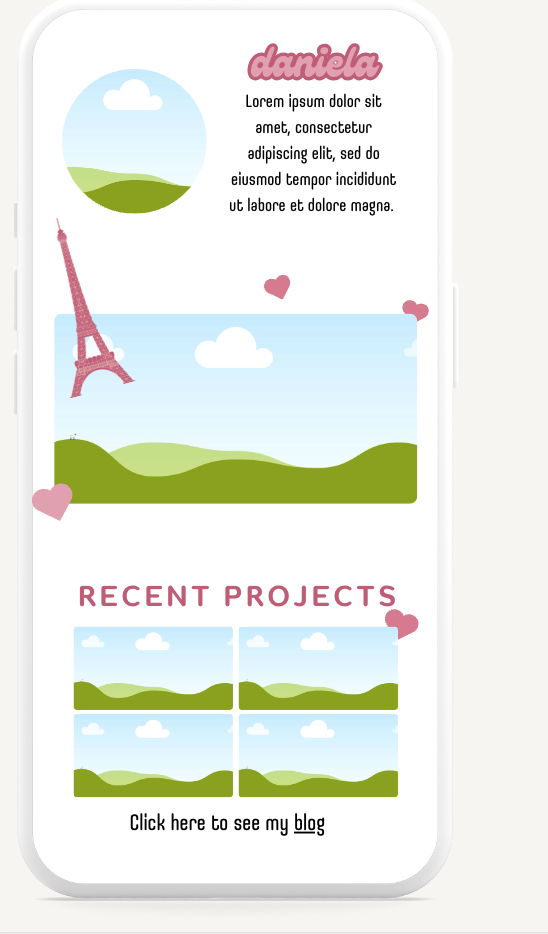 daniela
Lorem ipsum dolor sit
amet, consectetur
adipiscing elit, sed do
eiusmod tempor incididunt
ut labore et dolore magna.
RECENT PROJECTS
Click here to see my blog